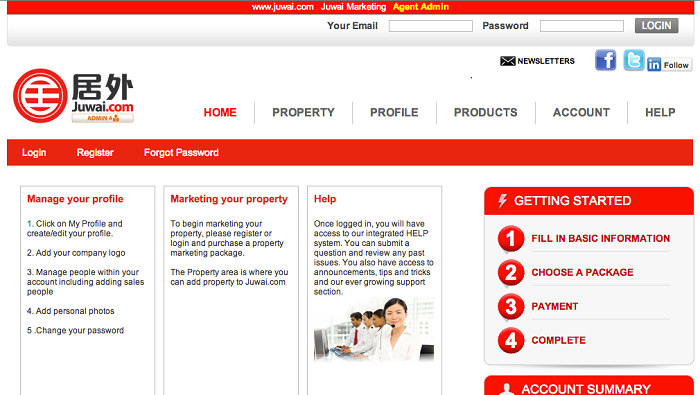 www.juwai.com Juwai Marketing Agent Admin
Your Email Password LOGIN
NEWSLETTERS f t in Follow
居外
Juwai.com
ADMIN
HOME PROPERTY PROFILE PRODUCTS ACCOUNT HELP
Login Register Forgot Password
Manage your profile
1. Click on My Profile and
create/edit your profile.
2. Add your company logo
3. Manage people within your
account including adding sales
people
4. Add personal photos
5 .Change your password
Marketing your property
To begin marketing your
property, please register or
login and purchase a property
marketing package.
The Property area is where you
can add property to Juwai.com
Help
Once logged in, you will have
access to our integrated HELP
system. You can submit a
question and review any past
issues. You also have access to
announcements, tips and tricks
and our ever growing support
section.
GETTING STARTED
1 FILL IN BASIC INFORMATION
2 CHOOSE A PACKAGE
3 PAYMENT
4 COMPLETE
ACCOUNT SUMMARY